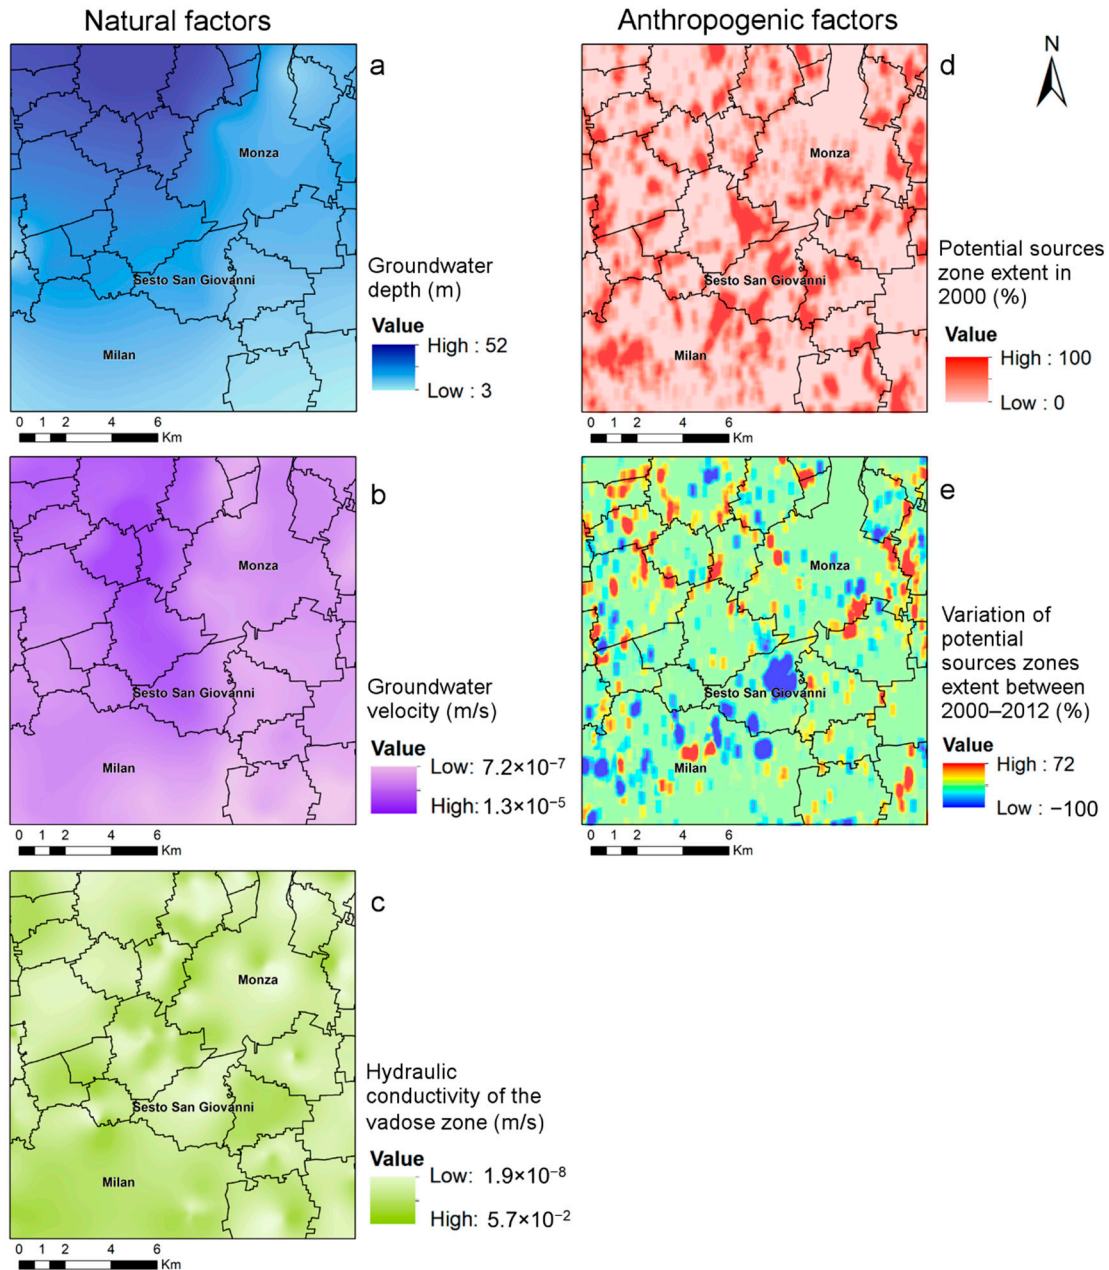 Natural factors
Anthropogenic factors
a
Monza
Sesto San Giovanni
Milan
Groundwater
depth (m)
Value
High : 52
Low : 3
0 1 2 4 6
Km
d
N
Monza
Sesto San Giovanni
Milan
Potential sources
zone extent in
2000 (%)
Value
High : 100
Low : 0
0 1 2 4 6
Km
b
Monza
Sesto San Giovanni
Milan
Groundwater
velocity (m/s)
Value
Low: 7.2×10⁻⁷
High: 1.3×10⁻⁵
0 1 2 4 6
Km
e
Monza
Sesto San Giovanni
Milan
Variation of
potential
sources zones
extent between
2000–2012 (%)
Value
High : 72
Low : −100
0 1 2 4 6
Km
c
Monza
Sesto San Giovanni
Milan
Hydraulic
conductivity of the
vadose zone (m/s)
Value
Low: 1.9×10⁻⁸
High: 5.7×10⁻²
0 1 2 4 6
Km